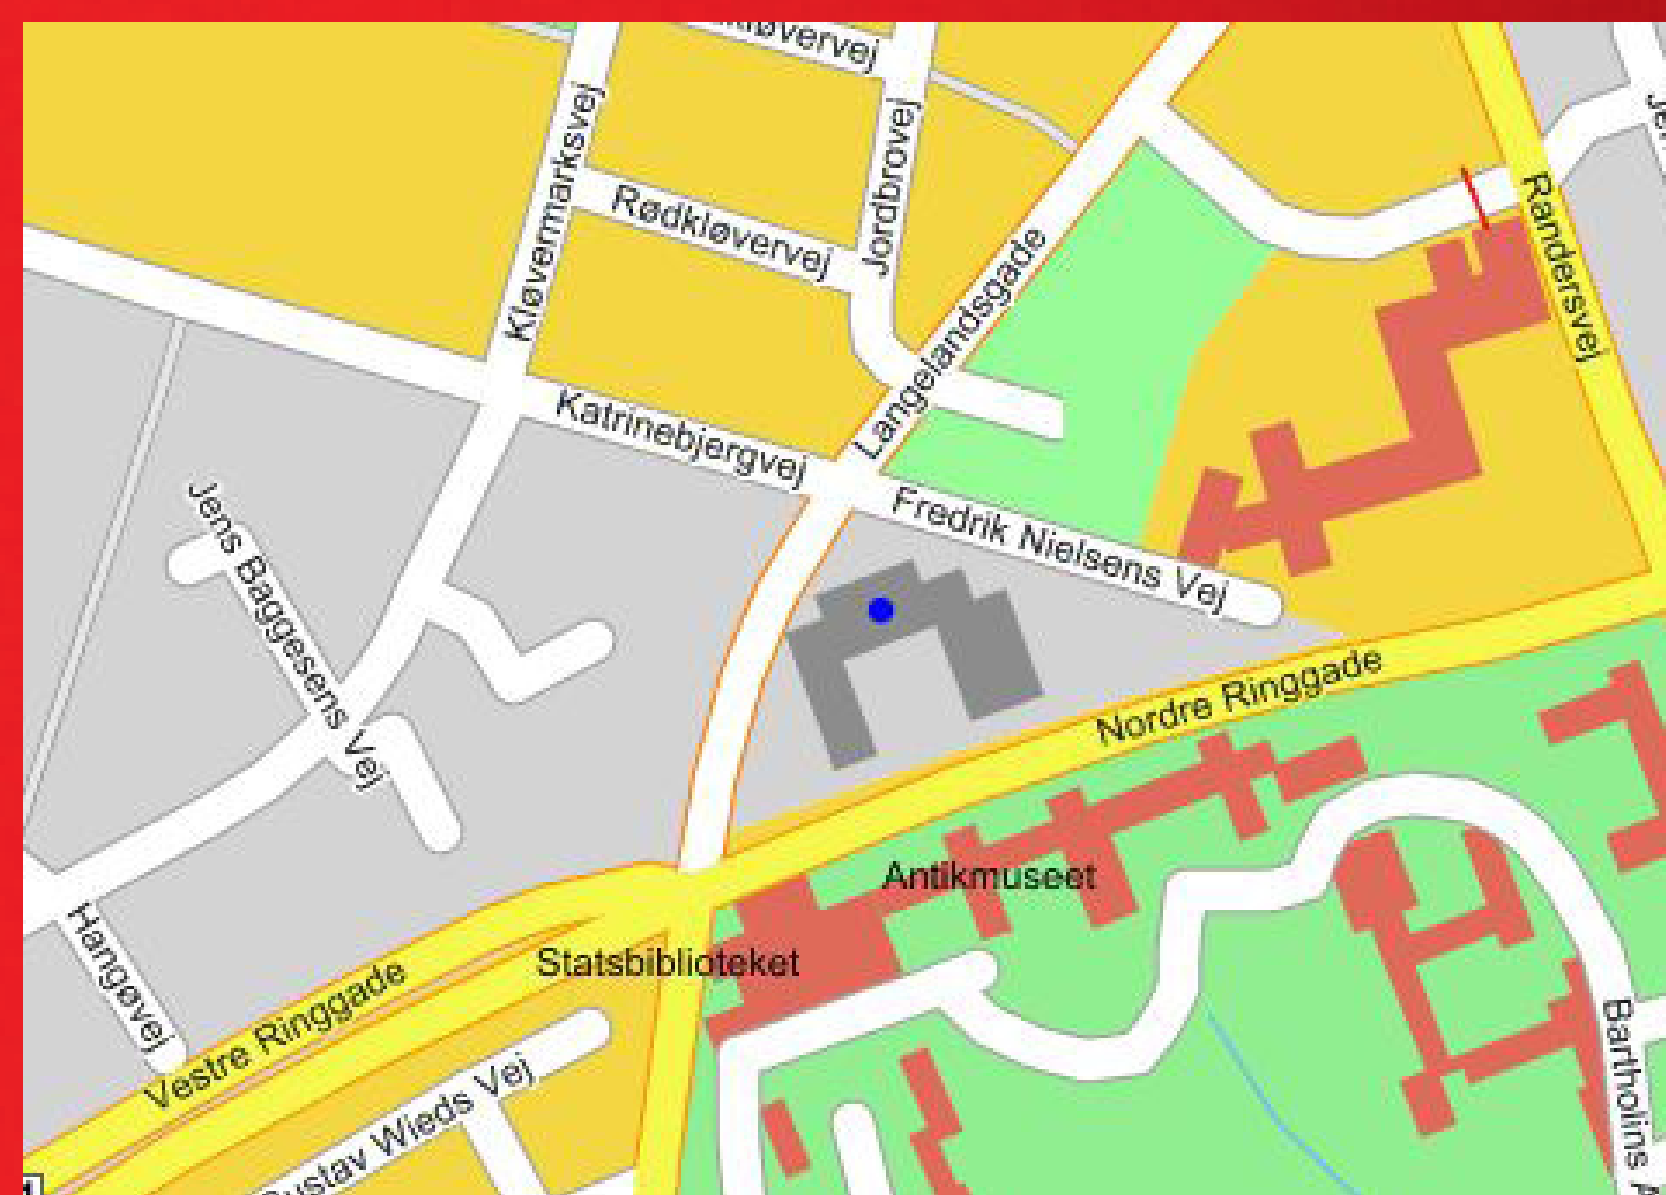 Kløvermarksvej
Jordbrovej
Rødkløvervej
Randersvej
Langelandsgade
Katrinebjergvej
Fredrik Nielsens Vej
Jens Baggesens Vej
Nordre Ringgade
Antikmuseet
Hangøvej
Statsbiblioteket
Vestre Ringgade
Wieds Vej
Bartholins